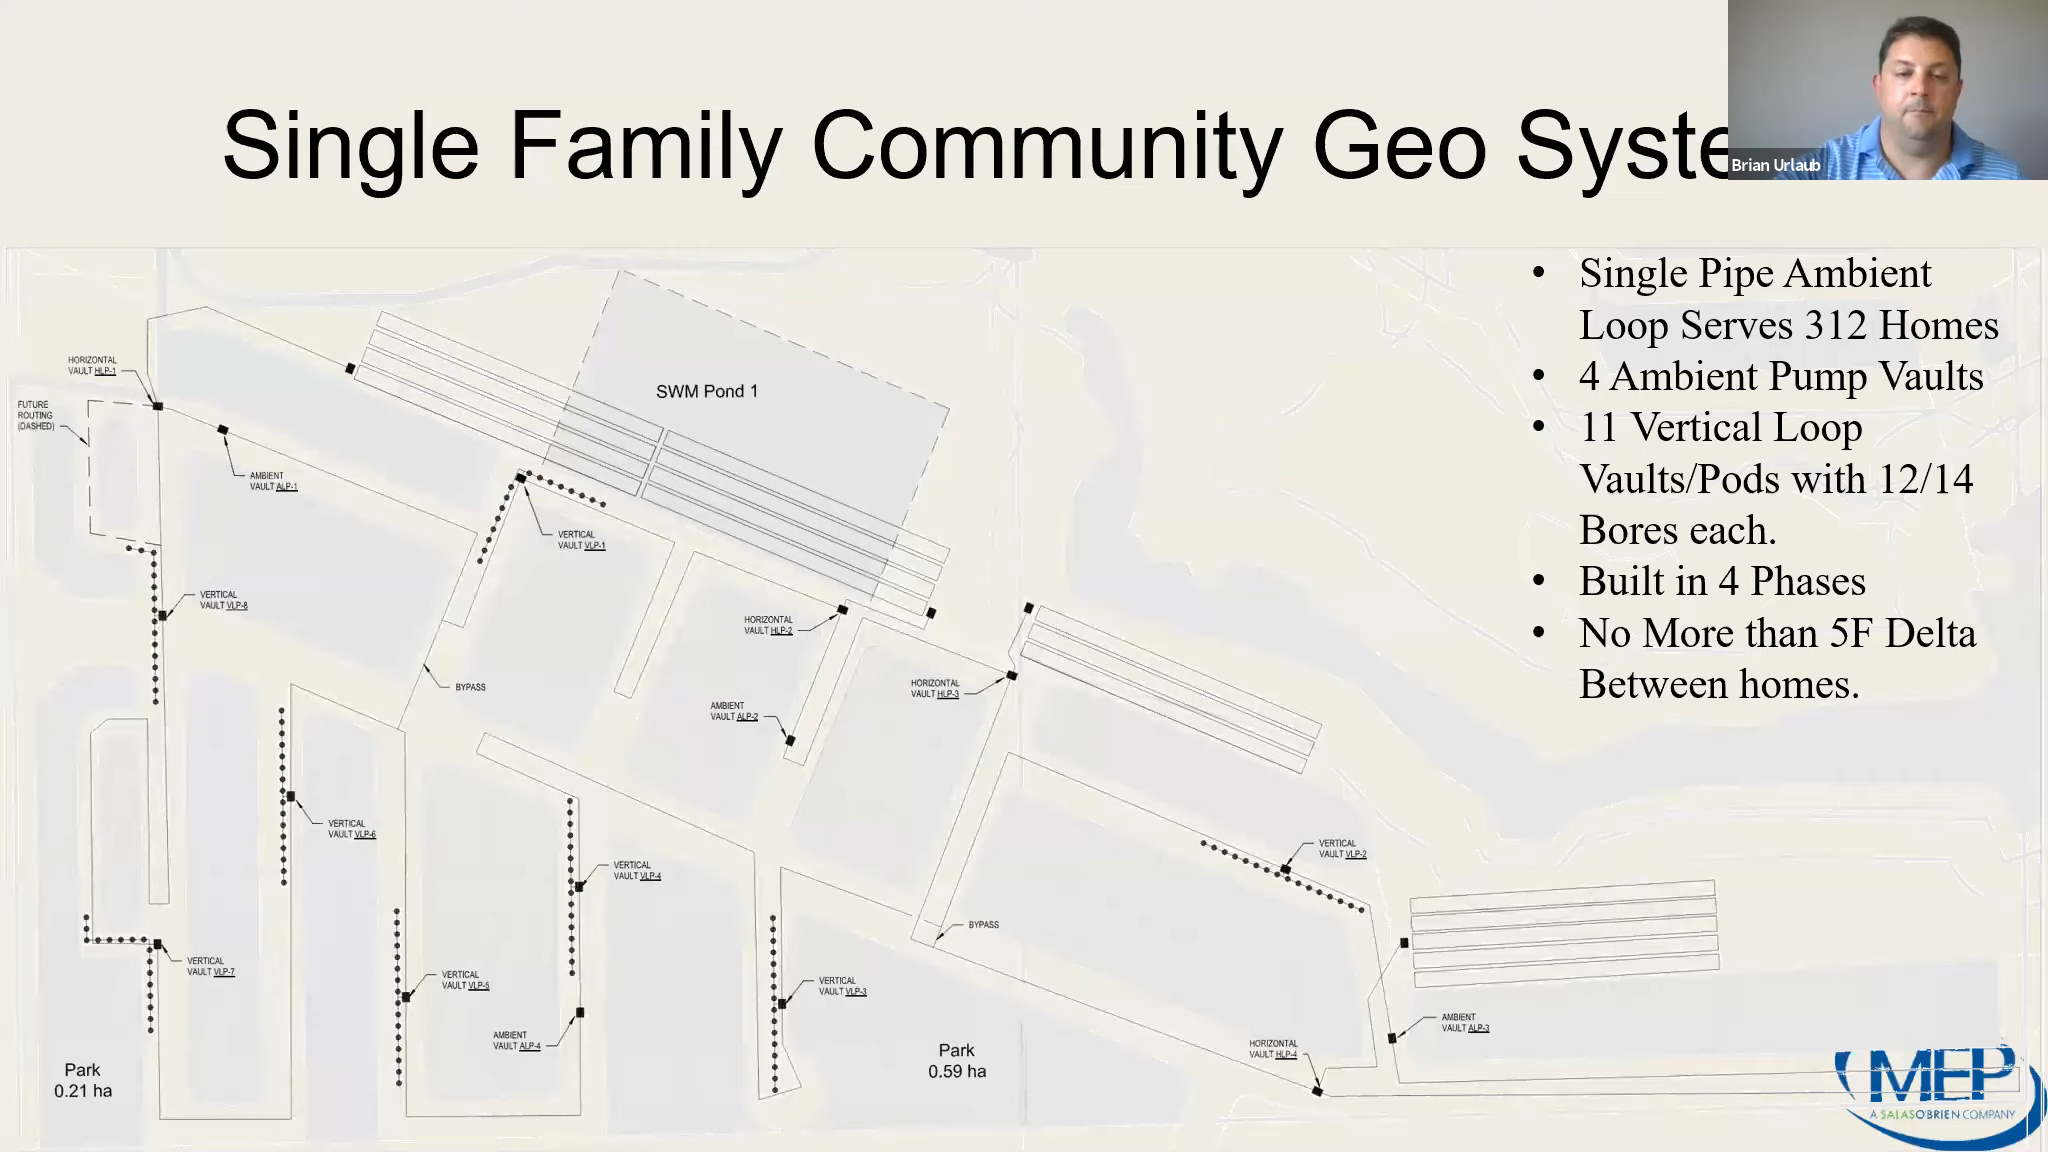 Single Family Community Geo Syste
Brian Urlaub
• Single Pipe Ambient
Loop Serves 312 Homes
• 4 Ambient Pump Vaults
• 11 Vertical Loop
Vaults/Pods with 12/14
Bores each.
• Built in 4 Phases
• No More than 5F Delta
Between homes.
SWM Pond 1
HORIZONTAL
VAULT HLP-1
FUTURE
ROUTING
(DASHED)
AMBIENT
VAULT ALP-1
VERTICAL
VAULT VLP-1
VERTICAL
VAULT VLP-8
HORIZONTAL
VAULT HLP-2
BYPASS
HORIZONTAL
VAULT HLP-3
AMBIENT
VAULT ALP-2
VERTICAL
VAULT VLP-6
VERTICAL
VAULT VLP-4
VERTICAL
VAULT VLP-2
BYPASS
VERTICAL
VAULT VLP-7
VERTICAL
VAULT VLP-5
VERTICAL
VAULT VLP-3
AMBIENT
VAULT ALP-4
AMBIENT
VAULT ALP-3
HORIZONTAL
VAULT HLP-4
Park
0.21 ha
Park
0.59 ha
MEP
A SALASOBRIEN COMPANY